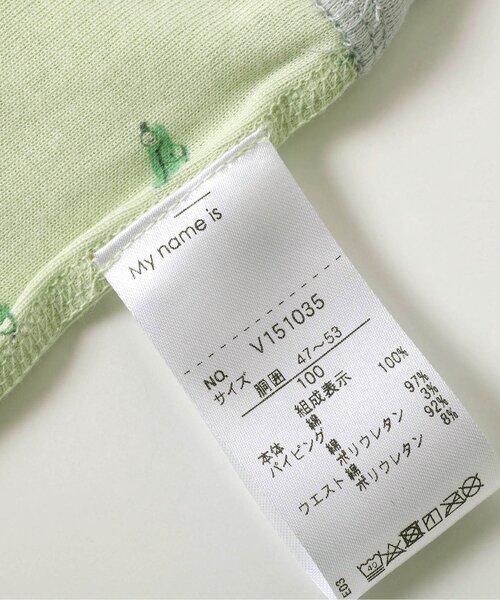 My name is
NO. V151035
サイズ 胴囲 47～53
100
組成表示
本体 綿 100%
パイピング 綿 97%
ポリウレタン 3%
ウエスト 綿 92%
ポリウレタン 8%
40
E03